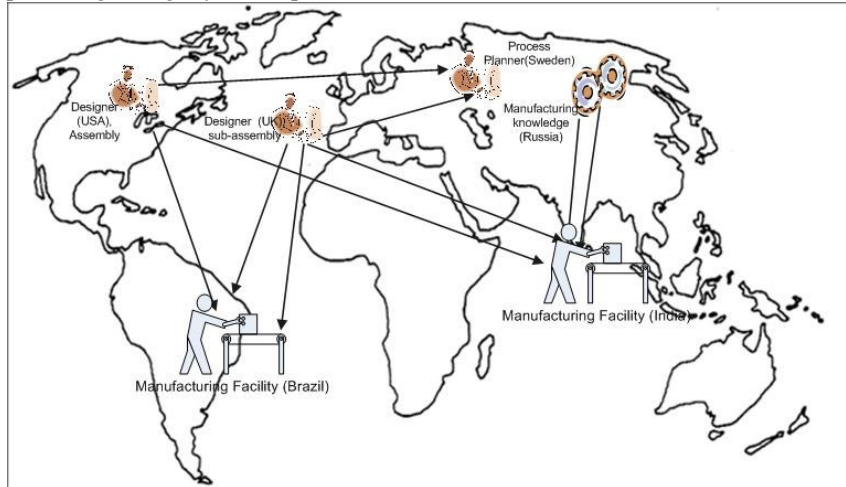 Process
Planner(Sweden)
Designer
(USA),
Assembly
Designer (UK)
sub-assembly
Manufacturing
knowledge
(Russia)
Manufacturing Facility (India)
Manufacturing Facility (Brazil)